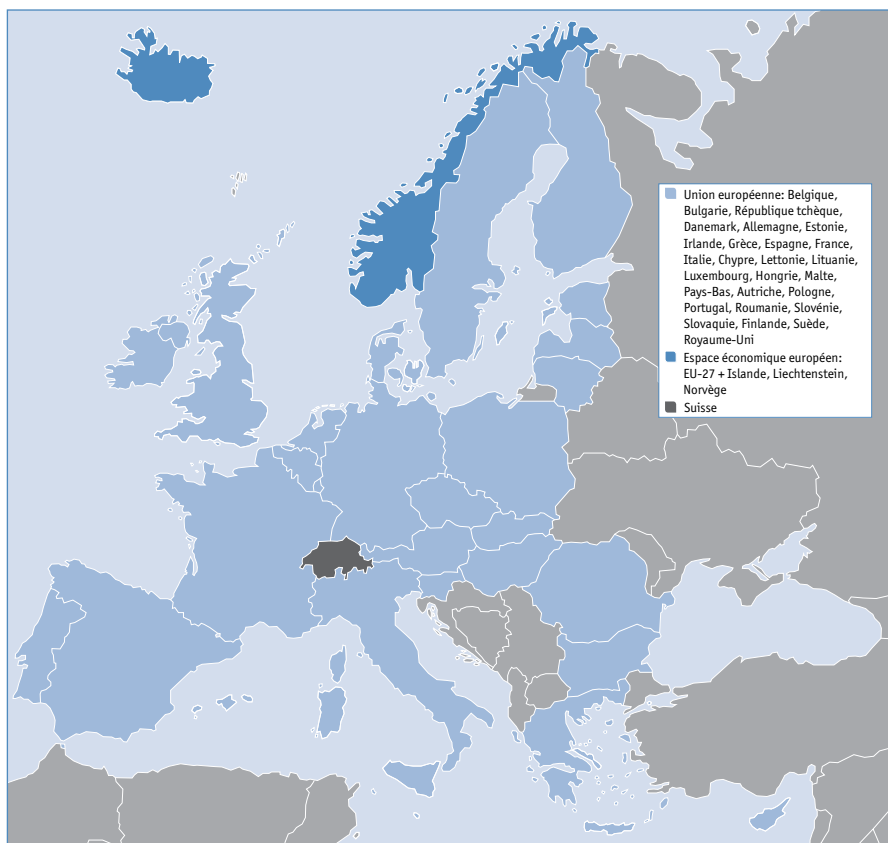 Union européenne: Belgique,
Bulgarie, République tchèque,
Danemark, Allemagne, Estonie,
Irlande, Grèce, Espagne, France,
Italie, Chypre, Lettonie, Lituanie,
Luxembourg, Hongrie, Malte,
Pays-Bas, Autriche, Pologne,
Portugal, Roumanie, Slovénie,
Slovaquie, Finlande, Suède,
Royaume-Uni
Espace économique européen:
EU-27 + Islande, Liechtenstein,
Norvège
Suisse